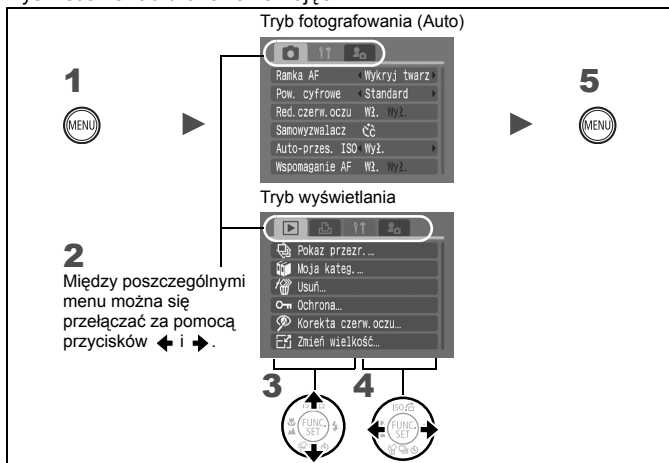 Tryb fotografowania (Auto)
1
MENU
Ramka AF Wykryj twarz
Pow. cyfrowe Standard
Red.czerw.oczu Wł. Wył.
Samowyzwalacz
Auto-przes. ISO Wył.
Wspomaganie AF Wł. Wył.
5
MENU
Tryb wyświetlania
2
Między poszczególnymi
menu można się
przełączać za pomocą
przycisków i .
Pokaz przezr....
Moja kateg....
Usuń...
Ochrona...
Korekta czerw.oczu...
Zmień wielkość...
3
FUNC.
SET
4
ISO
FUNC.
SET